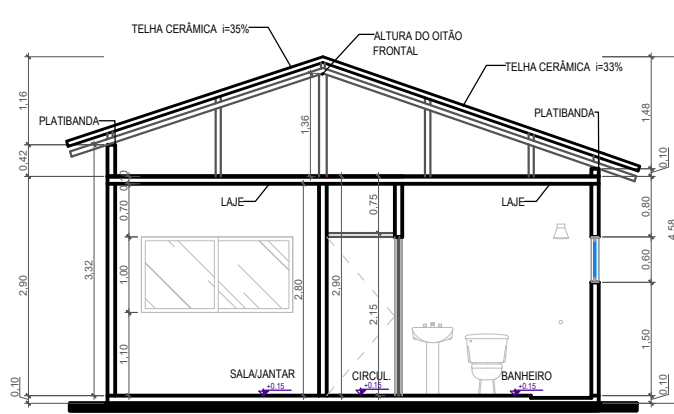 TELHA CERÂMICA i=35%
ALTURA DO OITÃO
FRONTAL
TELHA CERÂMICA i=33%
PLATIBANDA
PLATIBANDA
1,16
0,42
2,90
0,10
3,32
0,70
1,00
1,10
1,36
2,80
2,90
0,75
2,15
1,48
0,10
0,80
0,60
1,50
0,10
4,58
LAJE
LAJE
SALA/JANTAR
+0.15
CIRCUL.
+0.15
BANHEIRO
+0.15